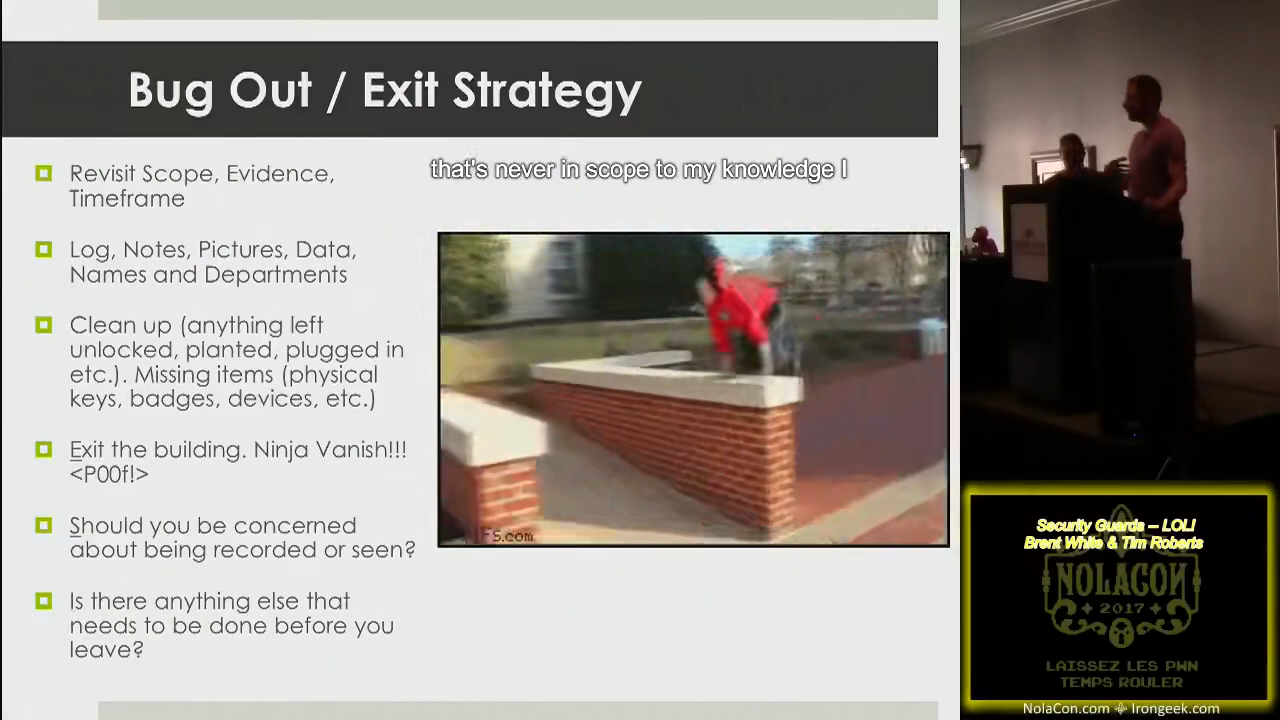 Bug Out / Exit Strategy
Revisit Scope, Evidence,
Timeframe
Log, Notes, Pictures, Data,
Names and Departments
Clean up (anything left
unlocked, planted, plugged in
etc.). Missing items (physical
keys, badges, devices, etc.)
Exit the building. Ninja Vanish!!!
<P00f!>
Should you be concerned
about being recorded or seen?
Is there anything else that
needs to be done before you
leave?
that's never in scope to my knowledge I
FS.com
Security Guards -- LOL!
Brent White & Tim Roberts
NOLACON
2017
LAISSEZ LES PWN
TEMPS ROULER
NolaCon.com Irongeek.com